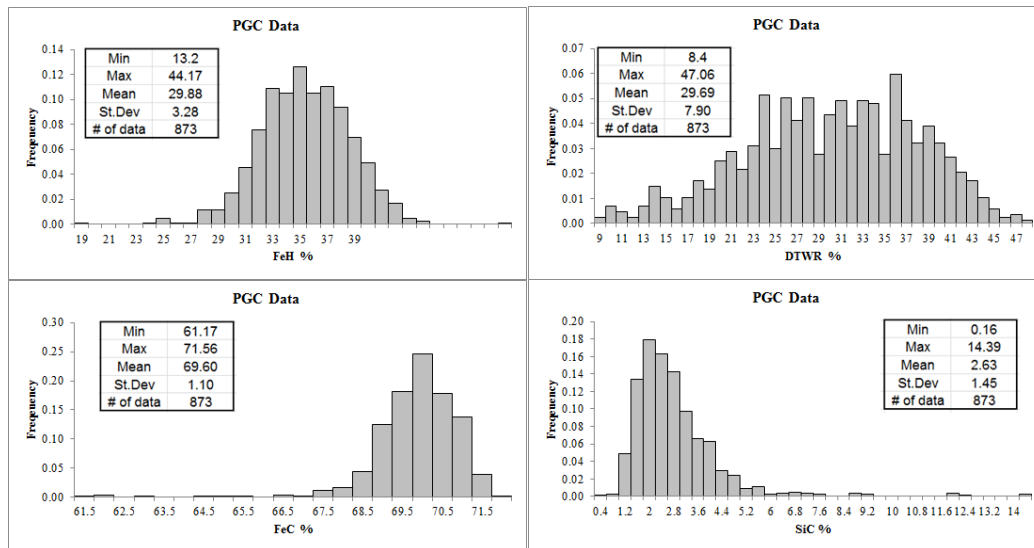 PGC Data
Min 13.2
Max 44.17
Mean 29.88
St.Dev 3.28
# of data 873
Freqeuency
0.14
0.12
0.10
0.08
0.06
0.04
0.02
0.00
19 21 23 25 27 29 31 33 35 37 39
FeH %
PGC Data
Min 8.4
Max 47.06
Mean 29.69
St.Dev 7.90
# of data 873
Freqeuency
0.07
0.06
0.05
0.04
0.03
0.02
0.01
0.00
9 11 13 15 17 19 21 23 25 27 29 31 33 35 37 39 41 43 45 47
DTWR %
PGC Data
Min 61.17
Max 71.56
Mean 69.60
St.Dev 1.10
# of data 873
Freqeuency
0.30
0.25
0.20
0.15
0.10
0.05
0.00
61.5 62.5 63.5 64.5 65.5 66.5 67.5 68.5 69.5 70.5 71.5
FeC %
PGC Data
Min 0.16
Max 14.39
Mean 2.63
St.Dev 1.45
# of data 873
Freqeuency
0.20
0.18
0.16
0.14
0.12
0.10
0.08
0.06
0.04
0.02
0.00
0.4 1.2 2 2.8 3.6 4.4 5.2 6 6.8 7.6 8.4 9.2 10 10.8 11.6 12.4 13.2 14
SiC %